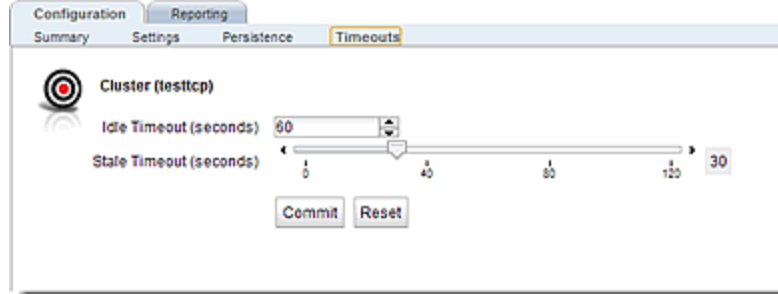 Configuration Reporting
Summary Settings Persistence Timeouts
Cluster (testtcp)
Idle Timeout (seconds) 60
Stale Timeout (seconds) 30
0 40 80 120
Commit Reset